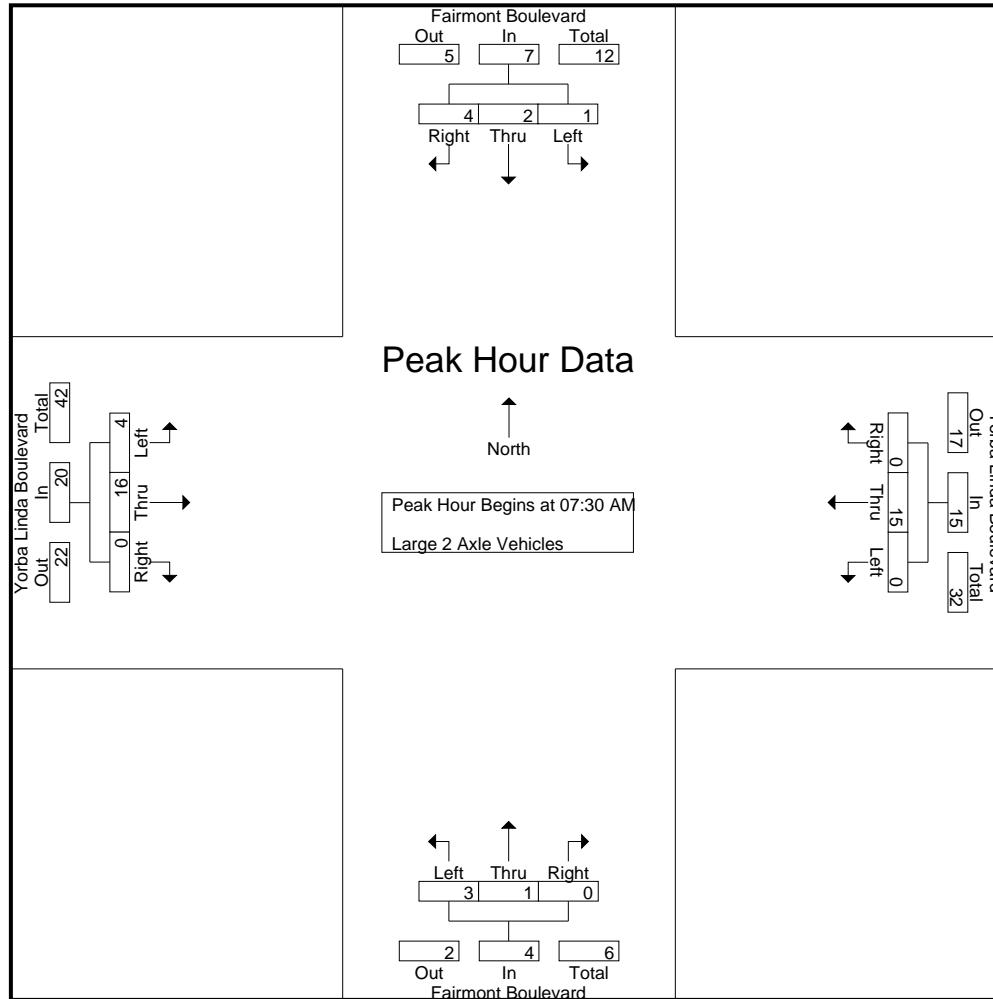 Fairmont Boulevard
Out In Total
5 7 12
4 2 1
Right Thru Left
Peak Hour Data
North
Peak Hour Begins at 07:30 AM
Large 2 Axle Vehicles
Yorba Linda Boulevard
Out In Total
22 20 42
4 16 0
Left Thru Right
Out In Total
17 15 32
0 15 0
Right Thru Left
Left Thru Right
3 1 0
2 4 6
Out In Total
Fairmont Boulevard